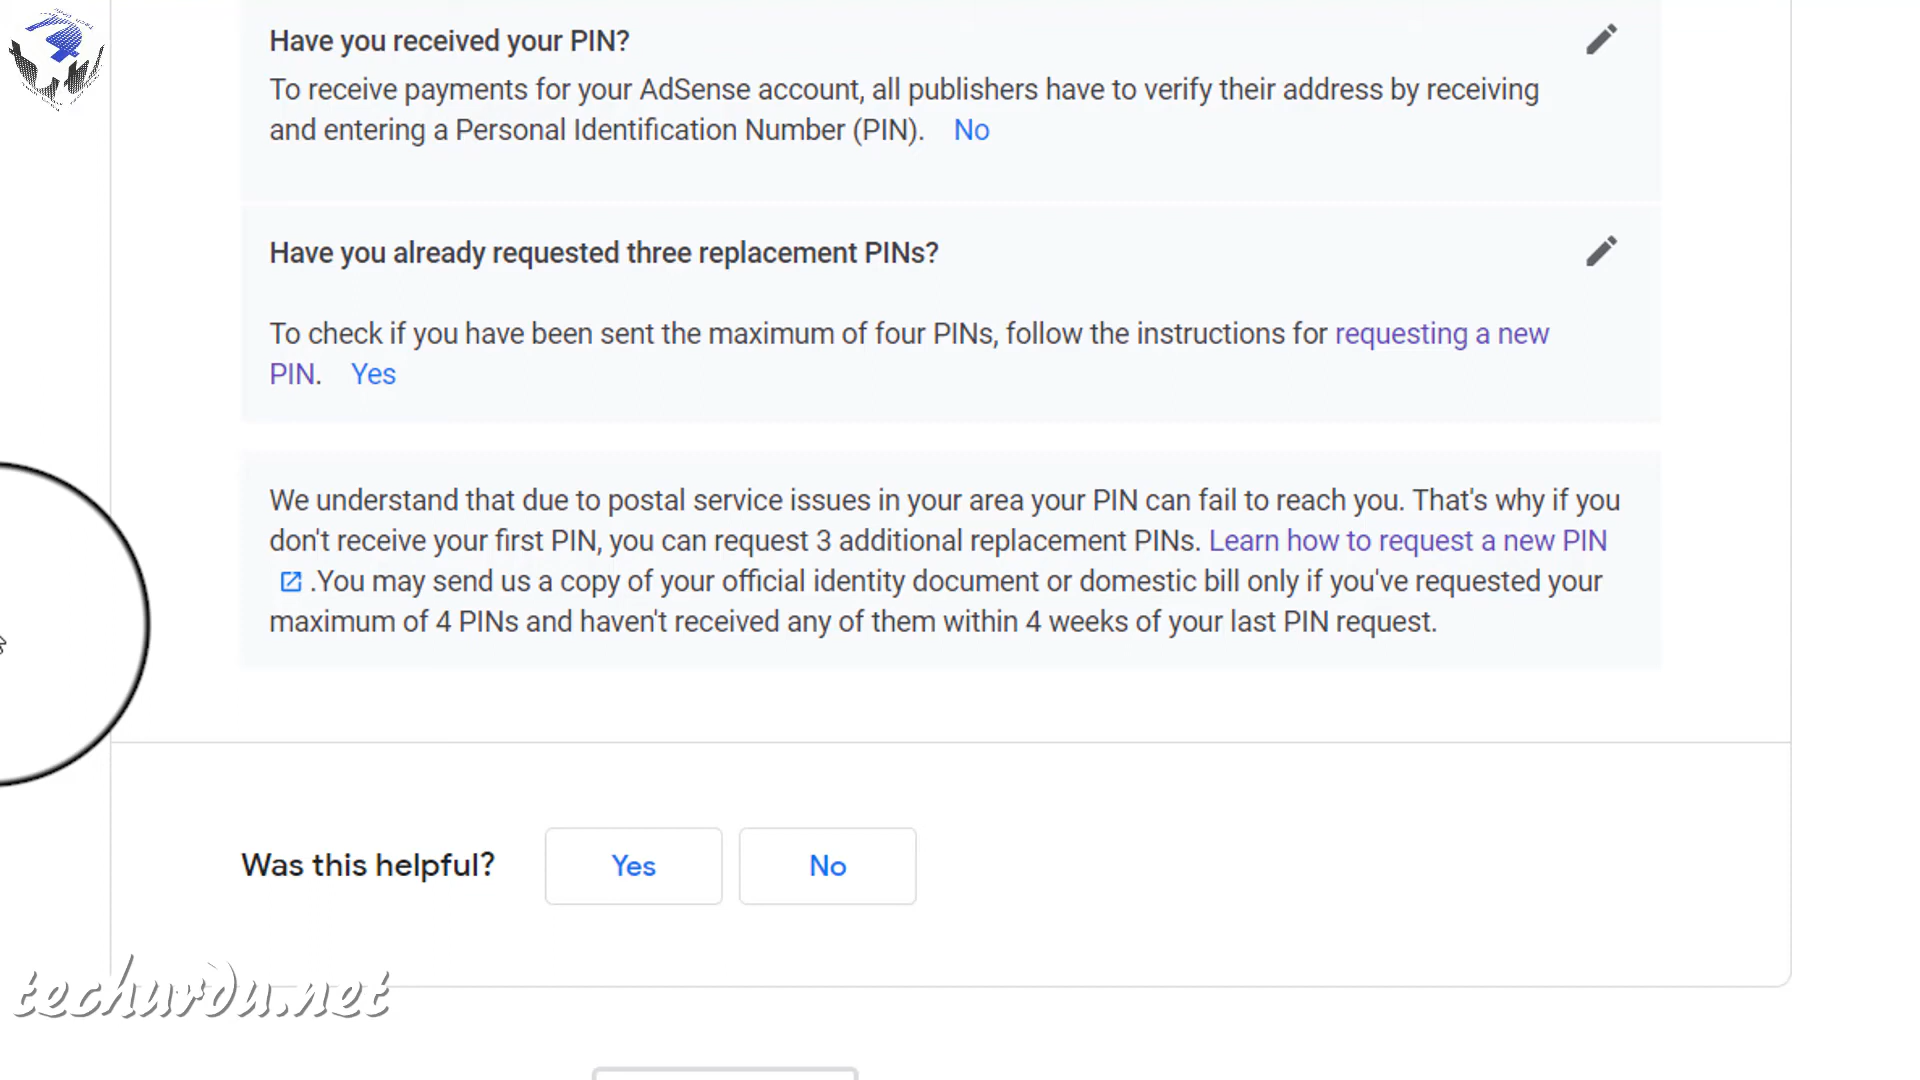 Have you received your PIN?
To receive payments for your AdSense account, all publishers have to verify their address by receiving
and entering a Personal Identification Number (PIN). No
Have you already requested three replacement PINs?
To check if you have been sent the maximum of four PINs, follow the instructions for requesting a new
PIN. Yes
We understand that due to postal service issues in your area your PIN can fail to reach you. That's why if you
don't receive your first PIN, you can request 3 additional replacement PINs. Learn how to request a new PIN
.You may send us a copy of your official identity document or domestic bill only if you've requested your
maximum of 4 PINs and haven't received any of them within 4 weeks of your last PIN request.
Was this helpful? Yes No
techurdu.net